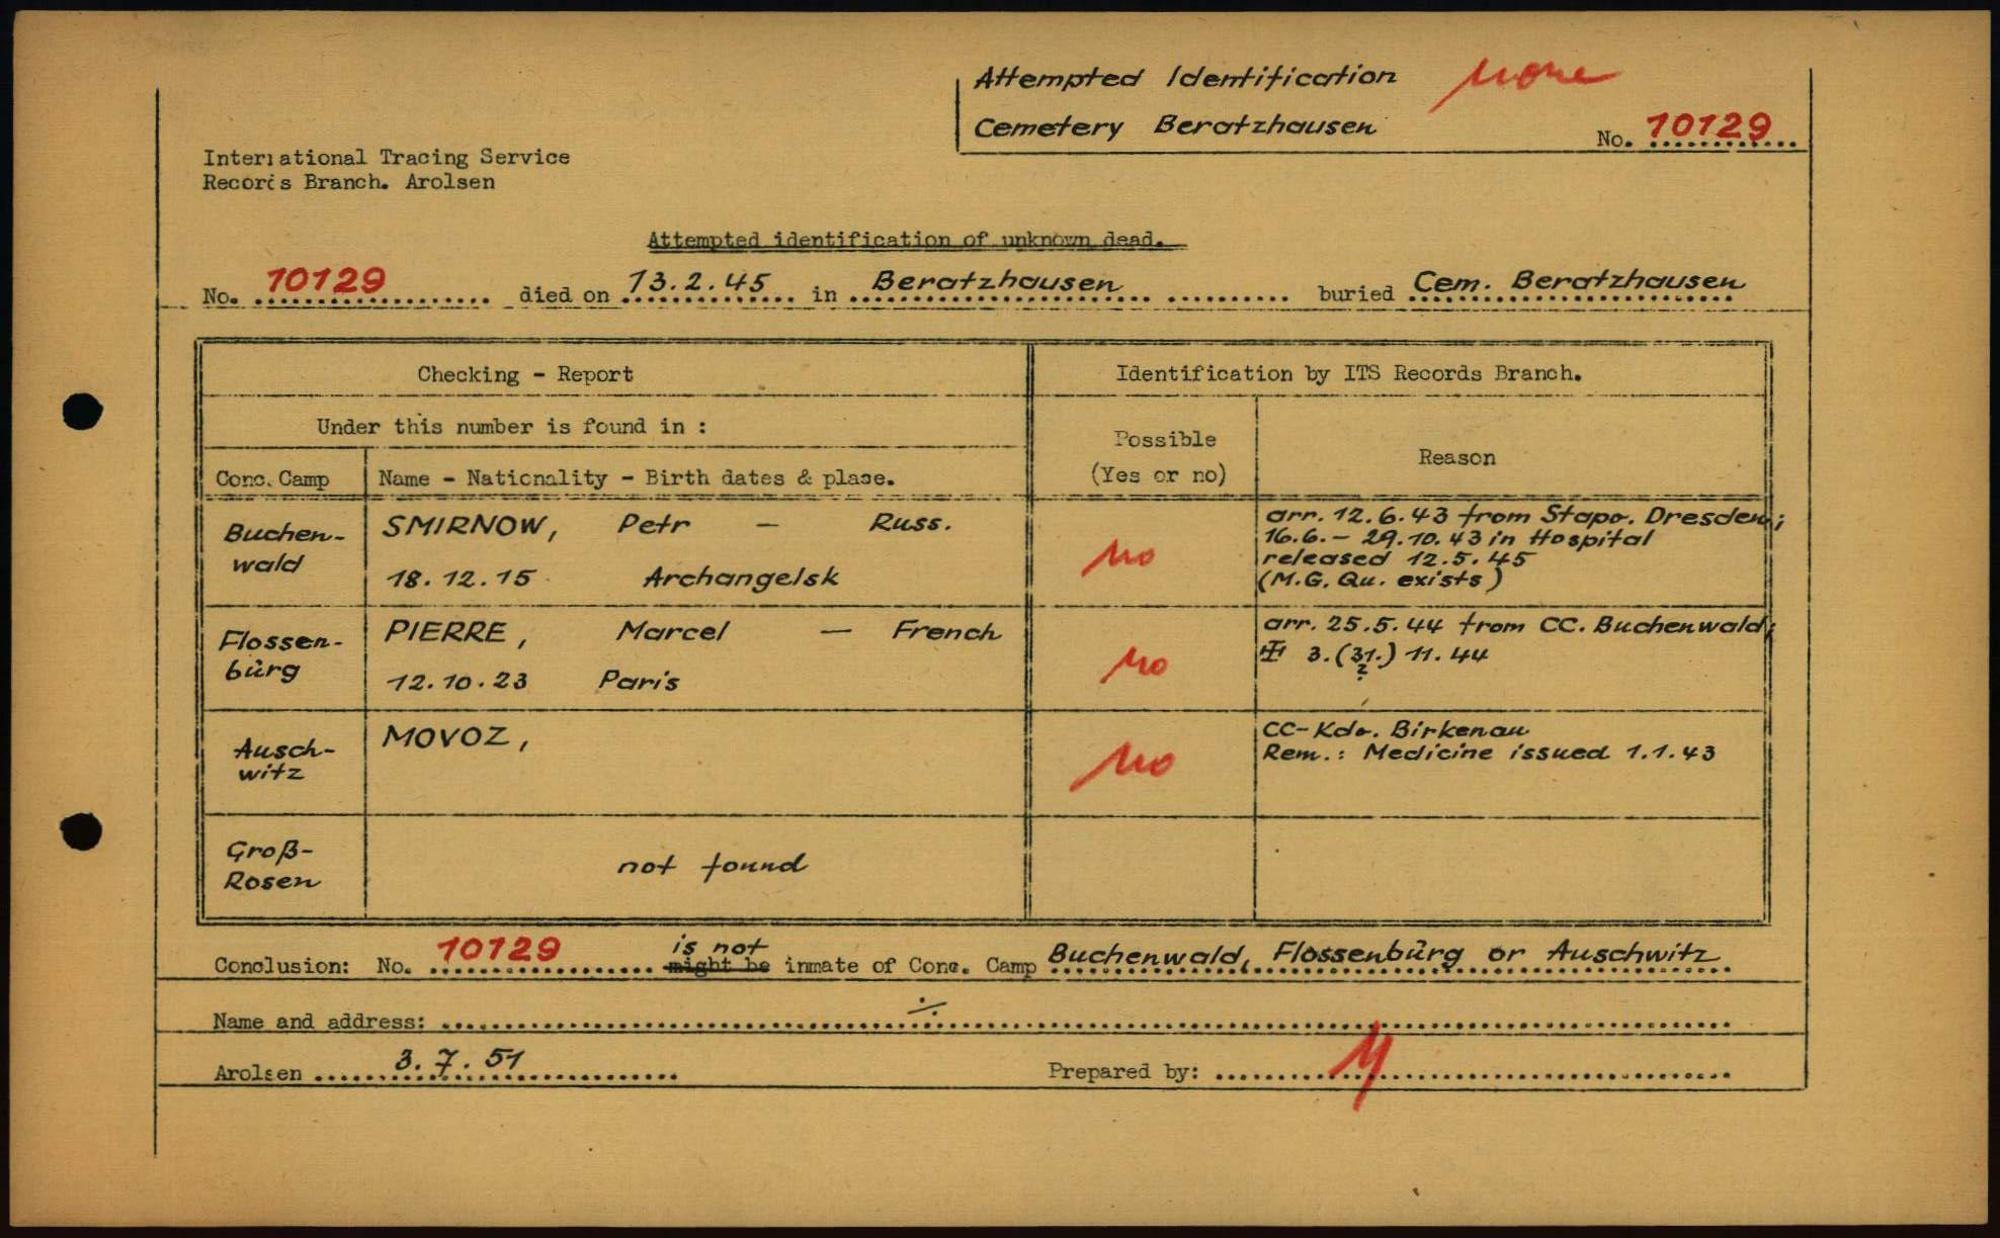 Attempted Identification none
Cemetery Beratzhausen
No. 10129
International Tracing Service
Records Branch. Arolsen
Attempted identification of unknown dead.
No. 10129 died on 13.2.45 in Beratzhausen buried Cem. Beratzhausen
Checking - Report
Identification by ITS Records Branch.
Under this number is found in :
Possible
(Yes or no)
Reason
Conc. Camp
Name - Nationality - Birth dates & place.
Buchen-
wald
SMIRNOW, Petr - Russ.
18.12.15 Archangelsk
no
arr. 12.6.43 from Stapo. Dresden;
16.6.- 29.10.43 in Hospital
released 12.5.45
(M.G. Qu. exists)
Flossen-
bürg
PIERRE, Marcel - French
12.10.23 Paris
no
arr. 25.5.44 from CC. Buchenwald;
3.(31.) 11.44
?
Ausch-
witz
MOVOZ,
no
CC-Kdo. Birkenau
Rem.: Medicine issued 1.1.43
Groß-
Rosen
not found
Conclusion: No. 10129 is not might be inmate of Conc. Camp Buchenwald, Flossenbürg or Auschwitz
Name and address: ÷
Arolsen 3.7.51
Prepared by: